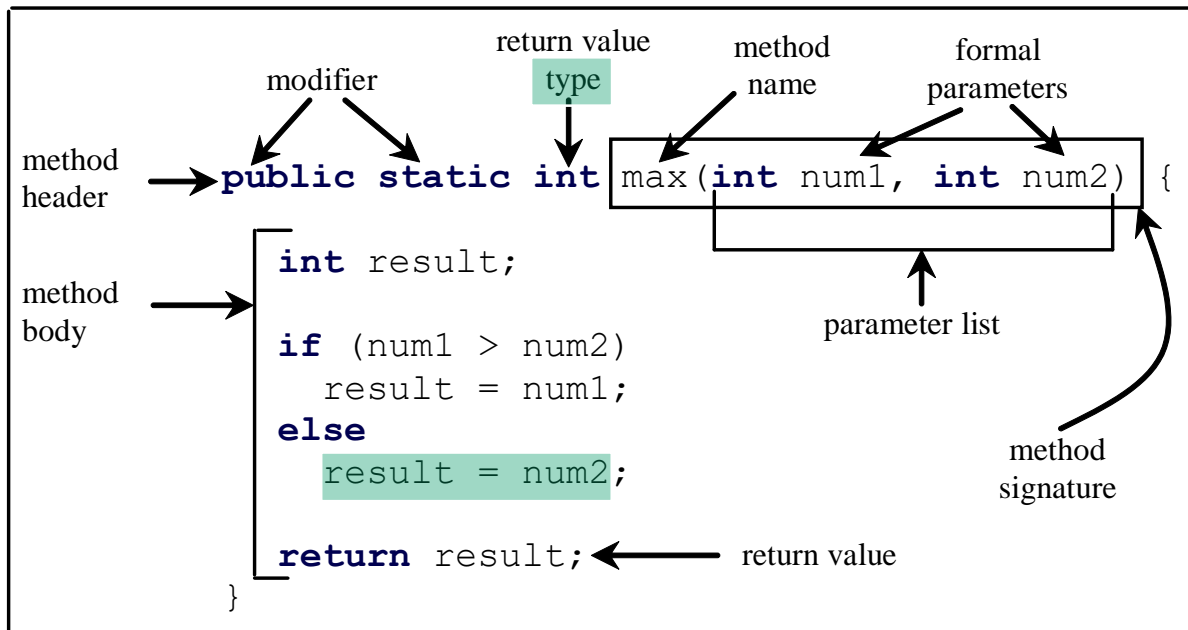 return value
type
method
name
formal
parameters
modifier
method
header
public static int max(int num1, int num2) {
method
body
int result;
parameter list
if (num1 > num2)
result = num1;
else
result = num2;
method
signature
return result;
return value
}